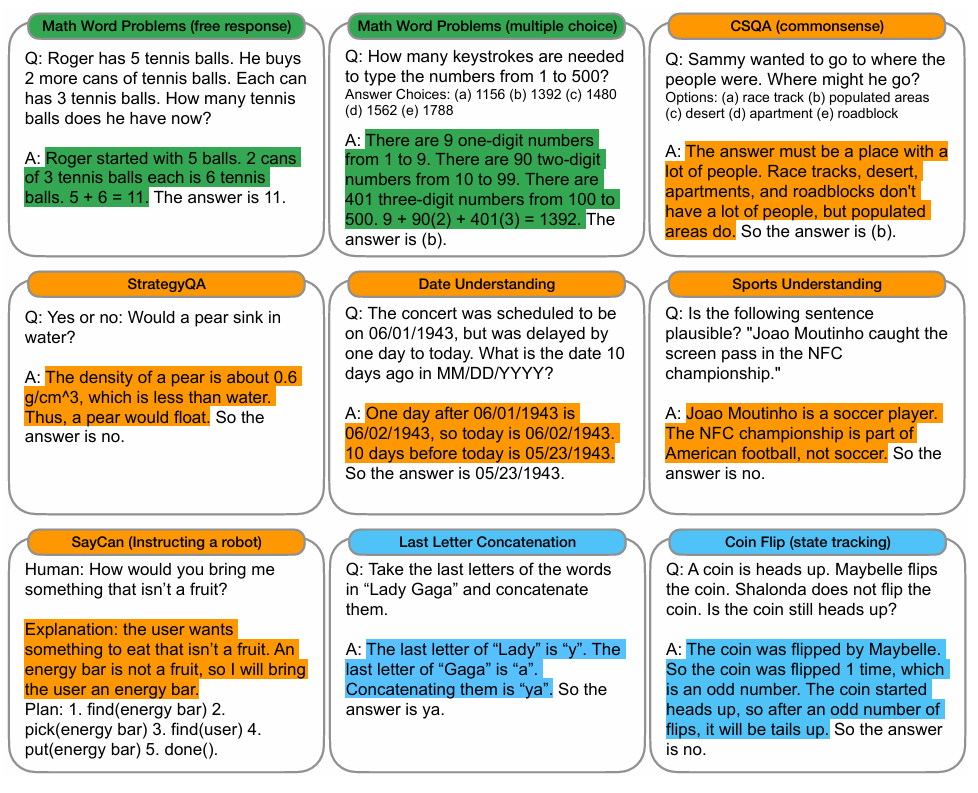 Math Word Problems (free response)
Q: Roger has 5 tennis balls. He buys
2 more cans of tennis balls. Each can
has 3 tennis balls. How many tennis
balls does he have now?
A: Roger started with 5 balls. 2 cans
of 3 tennis balls each is 6 tennis
balls. 5 + 6 = 11. The answer is 11.
Math Word Problems (multiple choice)
Q: How many keystrokes are needed
to type the numbers from 1 to 500?
Answer Choices: (a) 1156 (b) 1392 (c) 1480
(d) 1562 (e) 1788
A: There are 9 one-digit numbers
from 1 to 9. There are 90 two-digit
numbers from 10 to 99. There are
401 three-digit numbers from 100 to
500. 9 + 90(2) + 401(3) = 1392. The
answer is (b).
CSQA (commonsense)
Q: Sammy wanted to go to where the
people were. Where might he go?
Options: (a) race track (b) populated areas
(c) desert (d) apartment (e) roadblock
A: The answer must be a place with a
lot of people. Race tracks, desert,
apartments, and roadblocks don't
have a lot of people, but populated
areas do. So the answer is (b).
StrategyQA
Q: Yes or no: Would a pear sink in
water?
A: The density of a pear is about 0.6
g/cm^3, which is less than water.
Thus, a pear would float. So the
answer is no.
Date Understanding
Q: The concert was scheduled to be
on 06/01/1943, but was delayed by
one day to today. What is the date 10
days ago in MM/DD/YYYY?
A: One day after 06/01/1943 is
06/02/1943, so today is 06/02/1943.
10 days before today is 05/23/1943.
So the answer is 05/23/1943.
Sports Understanding
Q: Is the following sentence
plausible? "Joao Moutinho caught the
screen pass in the NFC
championship."
A: Joao Moutinho is a soccer player.
The NFC championship is part of
American football, not soccer. So the
answer is no.
SayCan (Instructing a robot)
Human: How would you bring me
something that isn’t a fruit?
Explanation: the user wants
something to eat that isn’t a fruit. An
energy bar is not a fruit, so I will bring
the user an energy bar.
Plan: 1. find(energy bar) 2.
pick(energy bar) 3. find(user) 4.
put(energy bar) 5. done().
Last Letter Concatenation
Q: Take the last letters of the words
in “Lady Gaga” and concatenate
them.
A: The last letter of “Lady” is “y”. The
last letter of “Gaga” is “a”.
Concatenating them is “ya”. So the
answer is ya.
Coin Flip (state tracking)
Q: A coin is heads up. Maybelle flips
the coin. Shalonda does not flip the
coin. Is the coin still heads up?
A: The coin was flipped by Maybelle.
So the coin was flipped 1 time, which
is an odd number. The coin started
heads up, so after an odd number of
flips, it will be tails up. So the answer
is no.